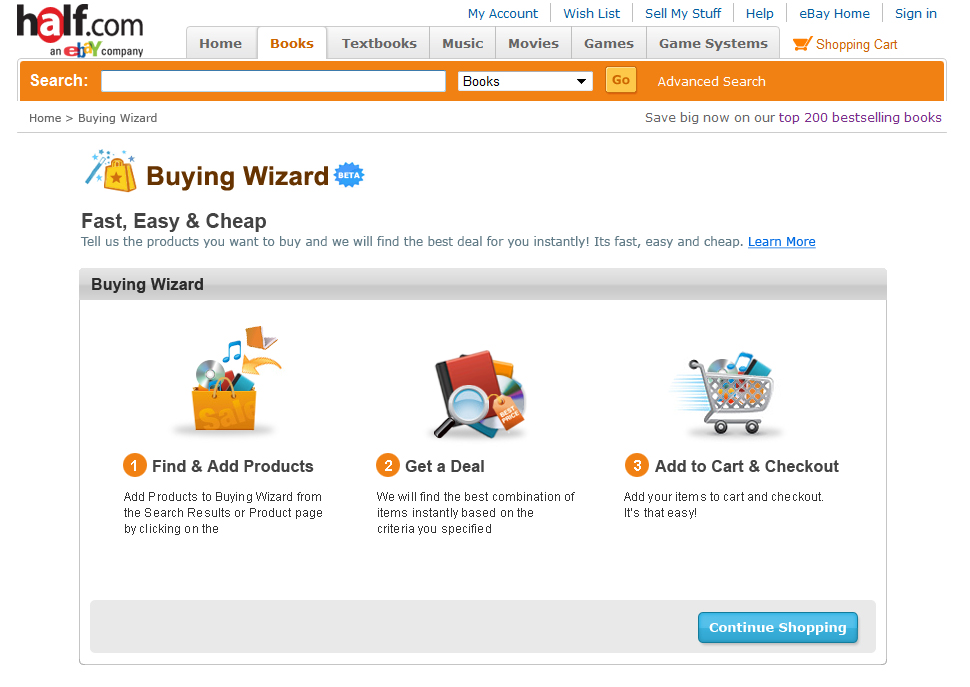 half.com
an ebay company
My Account Wish List Sell My Stuff Help eBay Home Sign in
Home Books Textbooks Music Movies Games Game Systems Shopping Cart
Search: Books Go Advanced Search
Home > Buying Wizard Save big now on our top 200 bestselling books
Buying Wizard BETA
Fast, Easy & Cheap
Tell us the products you want to buy and we will find the best deal for you instantly! Its fast, easy and cheap. Learn More
Buying Wizard
Sale
BEST PRICE
1 Find & Add Products
Add Products to Buying Wizard from
the Search Results or Product page
by clicking on the
2 Get a Deal
We will find the best combination of
items instantly based on the
criteria you specified
3 Add to Cart & Checkout
Add your items to cart and checkout.
It's that easy!
Continue Shopping